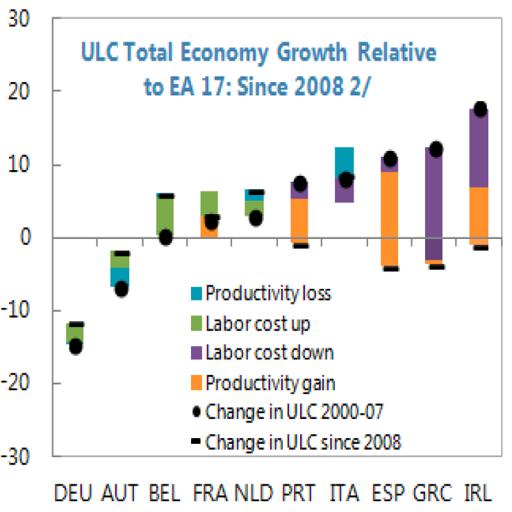 ULC Total Economy Growth Relative
to EA 17: Since 2008 2/
30
20
10
0
-10
-20
-30
Productivity loss
Labor cost up
Labor cost down
Productivity gain
Change in ULC 2000-07
Change in ULC since 2008
DEU AUT BEL FRA NLD PRT ITA ESP GRC IRL